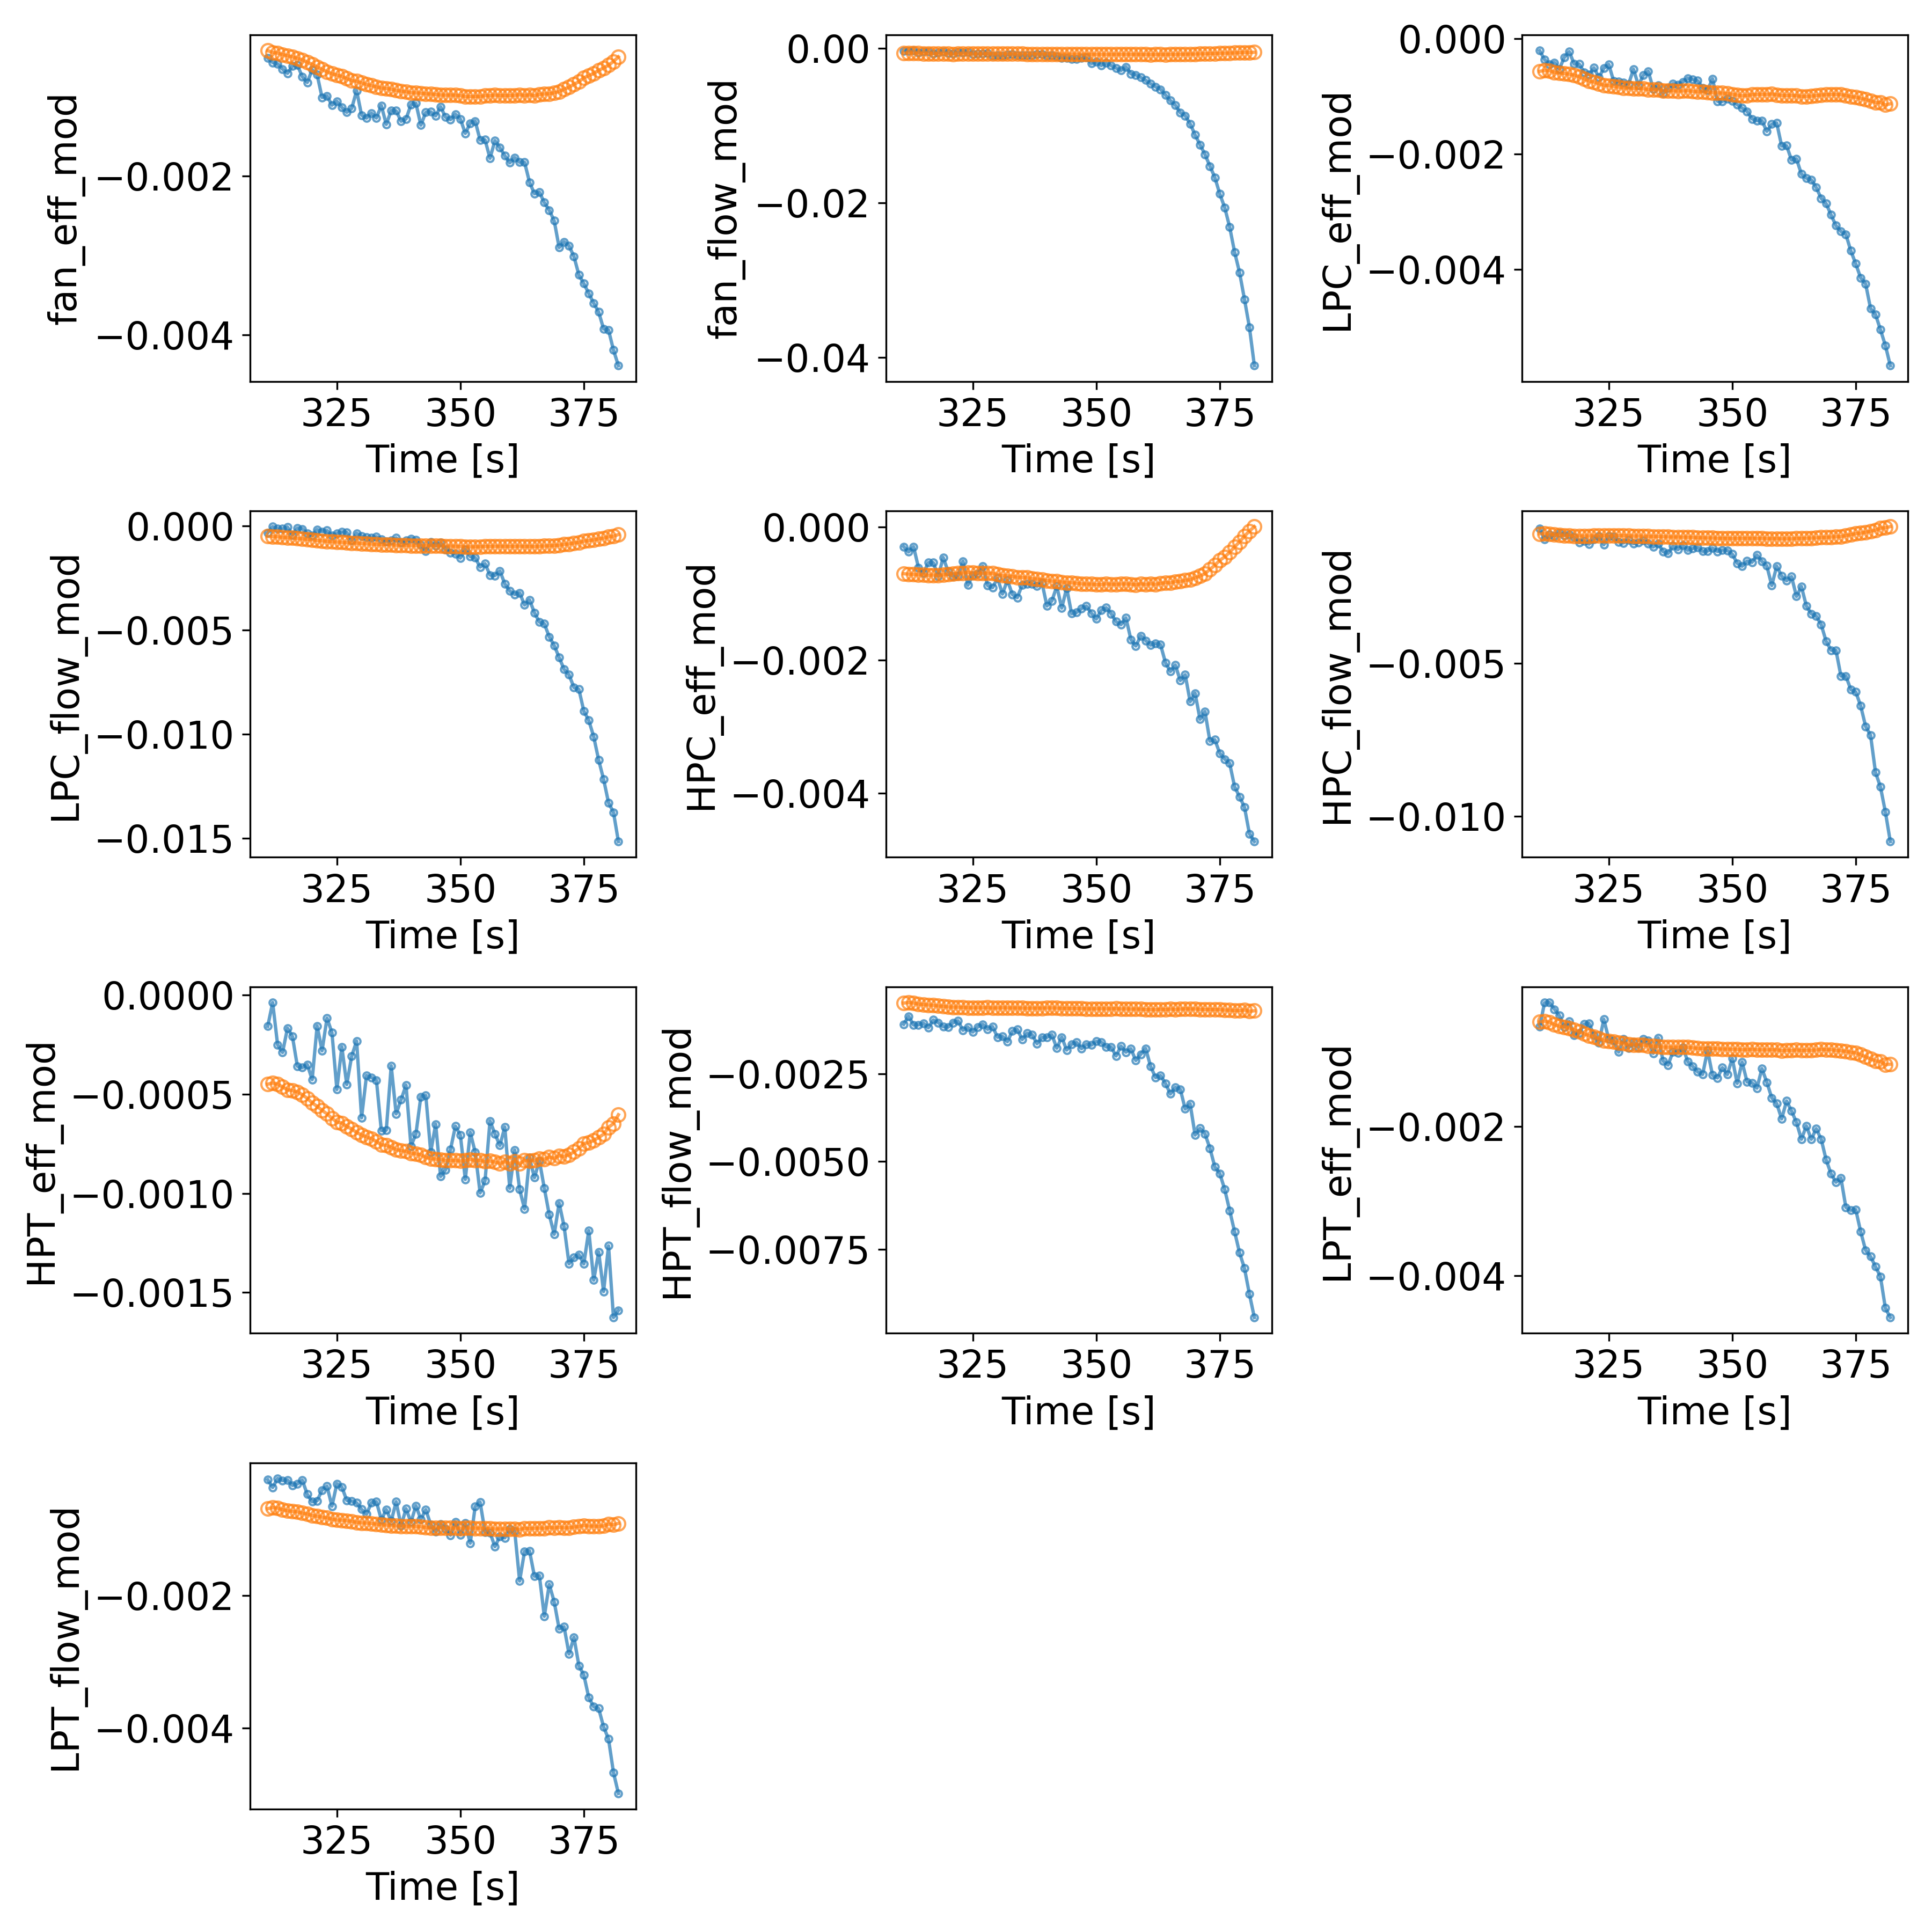 fan_eff_mod
−0.002
−0.004
325 350 375
Time [s]
fan_flow_mod
0.00
−0.02
−0.04
325 350 375
Time [s]
LPC_eff_mod
0.000
−0.002
−0.004
325 350 375
Time [s]
LPC_flow_mod
0.000
−0.005
−0.010
−0.015
325 350 375
Time [s]
HPC_eff_mod
0.000
−0.002
−0.004
325 350 375
Time [s]
HPC_flow_mod
−0.005
−0.010
325 350 375
Time [s]
HPT_eff_mod
0.0000
−0.0005
−0.0010
−0.0015
325 350 375
Time [s]
HPT_flow_mod
−0.0025
−0.0050
−0.0075
325 350 375
Time [s]
LPT_eff_mod
−0.002
−0.004
325 350 375
Time [s]
LPT_flow_mod
−0.002
−0.004
325 350 375
Time [s]